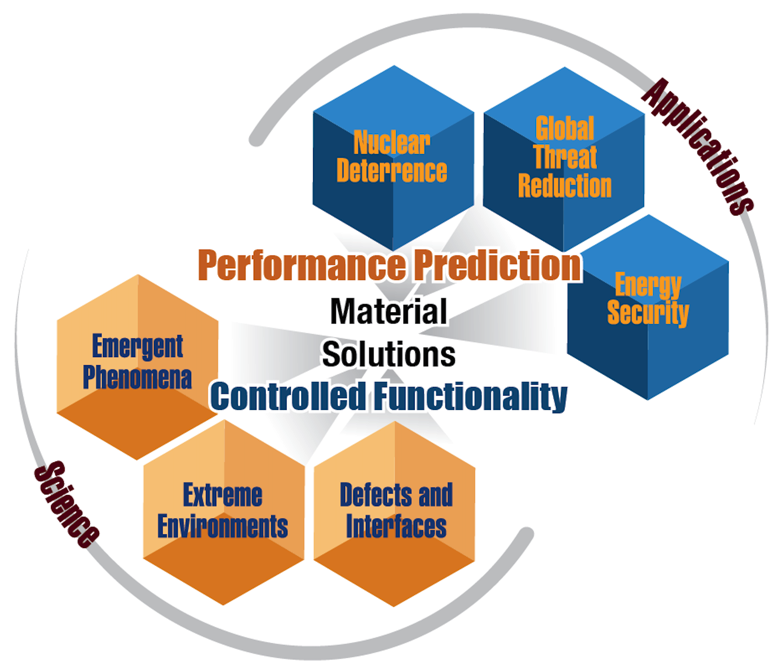 Applications
Nuclear
Deterrence
Global
Threat
Reduction
Energy
Security
Performance Prediction
Material
Solutions
Controlled Functionality
Emergent
Phenomena
Extreme
Environments
Defects and
Interfaces
Science